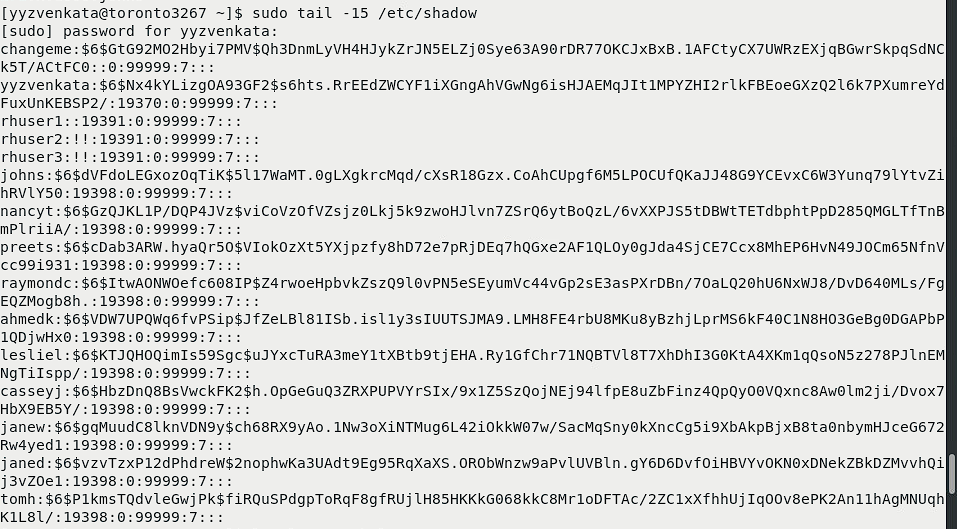 [yyzvenkata@toronto3267 ~]$ sudo tail -15 /etc/shadow
[sudo] password for yyzvenkata:
changeme:$6$GtG92MO2Hbyi7PMV$Qh3DnmLyVH4HJykZrJN5ELZj0Sye63A90rDR77OKCJxBxB.1AFCtyCX7UWRzEXjqBGwrSkpqSdNC
k5T/ACtFC0::0:99999:7:::
yyzvenkata:$6$Nx4kYLizgOA93GF2$s6hts.RrEEdZWCYF1iXGngAhVGwNg6isHJAEMqJIt1MPYZHI2rlkFBEoeGXzQ2l6k7PXumreYd
FuxUnKEBSP2/:19370:0:99999:7:::
rhuser1::19391:0:99999:7:::
rhuser2:!!:19391:0:99999:7:::
rhuser3:!!:19391:0:99999:7:::
johns:$6$dVFdoLEGxozOqTiK$5l17WaMT.0gLXgkrcMqd/cXsR18Gzx.CoAhCUpgf6M5LPOCUfQKaJJ48G9YCEvxC6W3Yunq79lYtvZi
hRVlY50:19398:0:99999:7:::
nancyt:$6$GzQJKL1P/DQP4JVz$viCoVzOfVZsjz0Lkj5k9zwoHJlvn7ZSrQ6ytBoQzL/6vXXPJS5tDBWtTETdbphtPpD285QMGLTfTnB
mPlriiA/:19398:0:99999:7:::
preets:$6$cDab3ARW.hyaQr5O$VIokOzXt5YXjpzfy8hD72e7pRjDEq7hQGxe2AF1QLOy0gJda4SjCE7Ccx8MhEP6HvN49JOCm65NfnV
cc99i931:19398:0:99999:7:::
raymondc:$6$ItwAONWOefc608IP$Z4rwoeHpbvkZszQ9l0vPN5eSEyumVc44vGp2sE3asPXrDBn/7OaLQ20hU6NxWJ8/DvD640MLs/Fg
EQZMogb8h.:19398:0:99999:7:::
ahmedk:$6$VDW7UPQWq6fvPSip$JfZeLBl81ISb.isl1y3sIUUTSJMA9.LMH8FE4rbU8MKu8yBzhjLprMS6kF40C1N8HO3GeBg0DGAPbP
1QDjwHx0:19398:0:99999:7:::
lesliel:$6$KTJQHOQimIs59Sgc$uJYxcTuRA3meY1tXBtb9tjEHA.Ry1GfChr71NQBTVl8T7XhDhI3G0KtA4XKm1qQsoN5z278PJlnEM
NgTiIspp/:19398:0:99999:7:::
casseyj:$6$HbzDnQ8BsVwckFK2$h.OpGeGuQ3ZRXPUPVYrSIx/9x1Z5SzQojNEj94lfpE8uZbFinz4QpQyO0VQxnc8Aw0lm2ji/Dvox7
HbX9EB5Y/:19398:0:99999:7:::
janew:$6$gqMuudC8lknVDN9y$ch68RX9yAo.1Nw3oXiNTMug6L42iOkkW07w/SacMqSny0kXncCg5i9XbAkpBjxB8ta0nbymHJceG672
Rw4yed1:19398:0:99999:7:::
janed:$6$vzvTzxP12dPhdreW$2nophwKa3UAdt9Eg95RqXaXS.ORObWnzw9aPvlUVBln.gY6D6DvfOiHBVYvOKN0xDNekZBkDZMvvhQi
j3vZOe1:19398:0:99999:7:::
tomh:$6$P1kmsTQdvleGwjPk$fiRQuSPdgpToRqF8gfRUjlH85HKKkG068kkC8Mr1oDFTAc/2ZC1xXfhhUjIqOOv8ePK2An11hAgMNUqh
K1L8l/:19398:0:99999:7:::